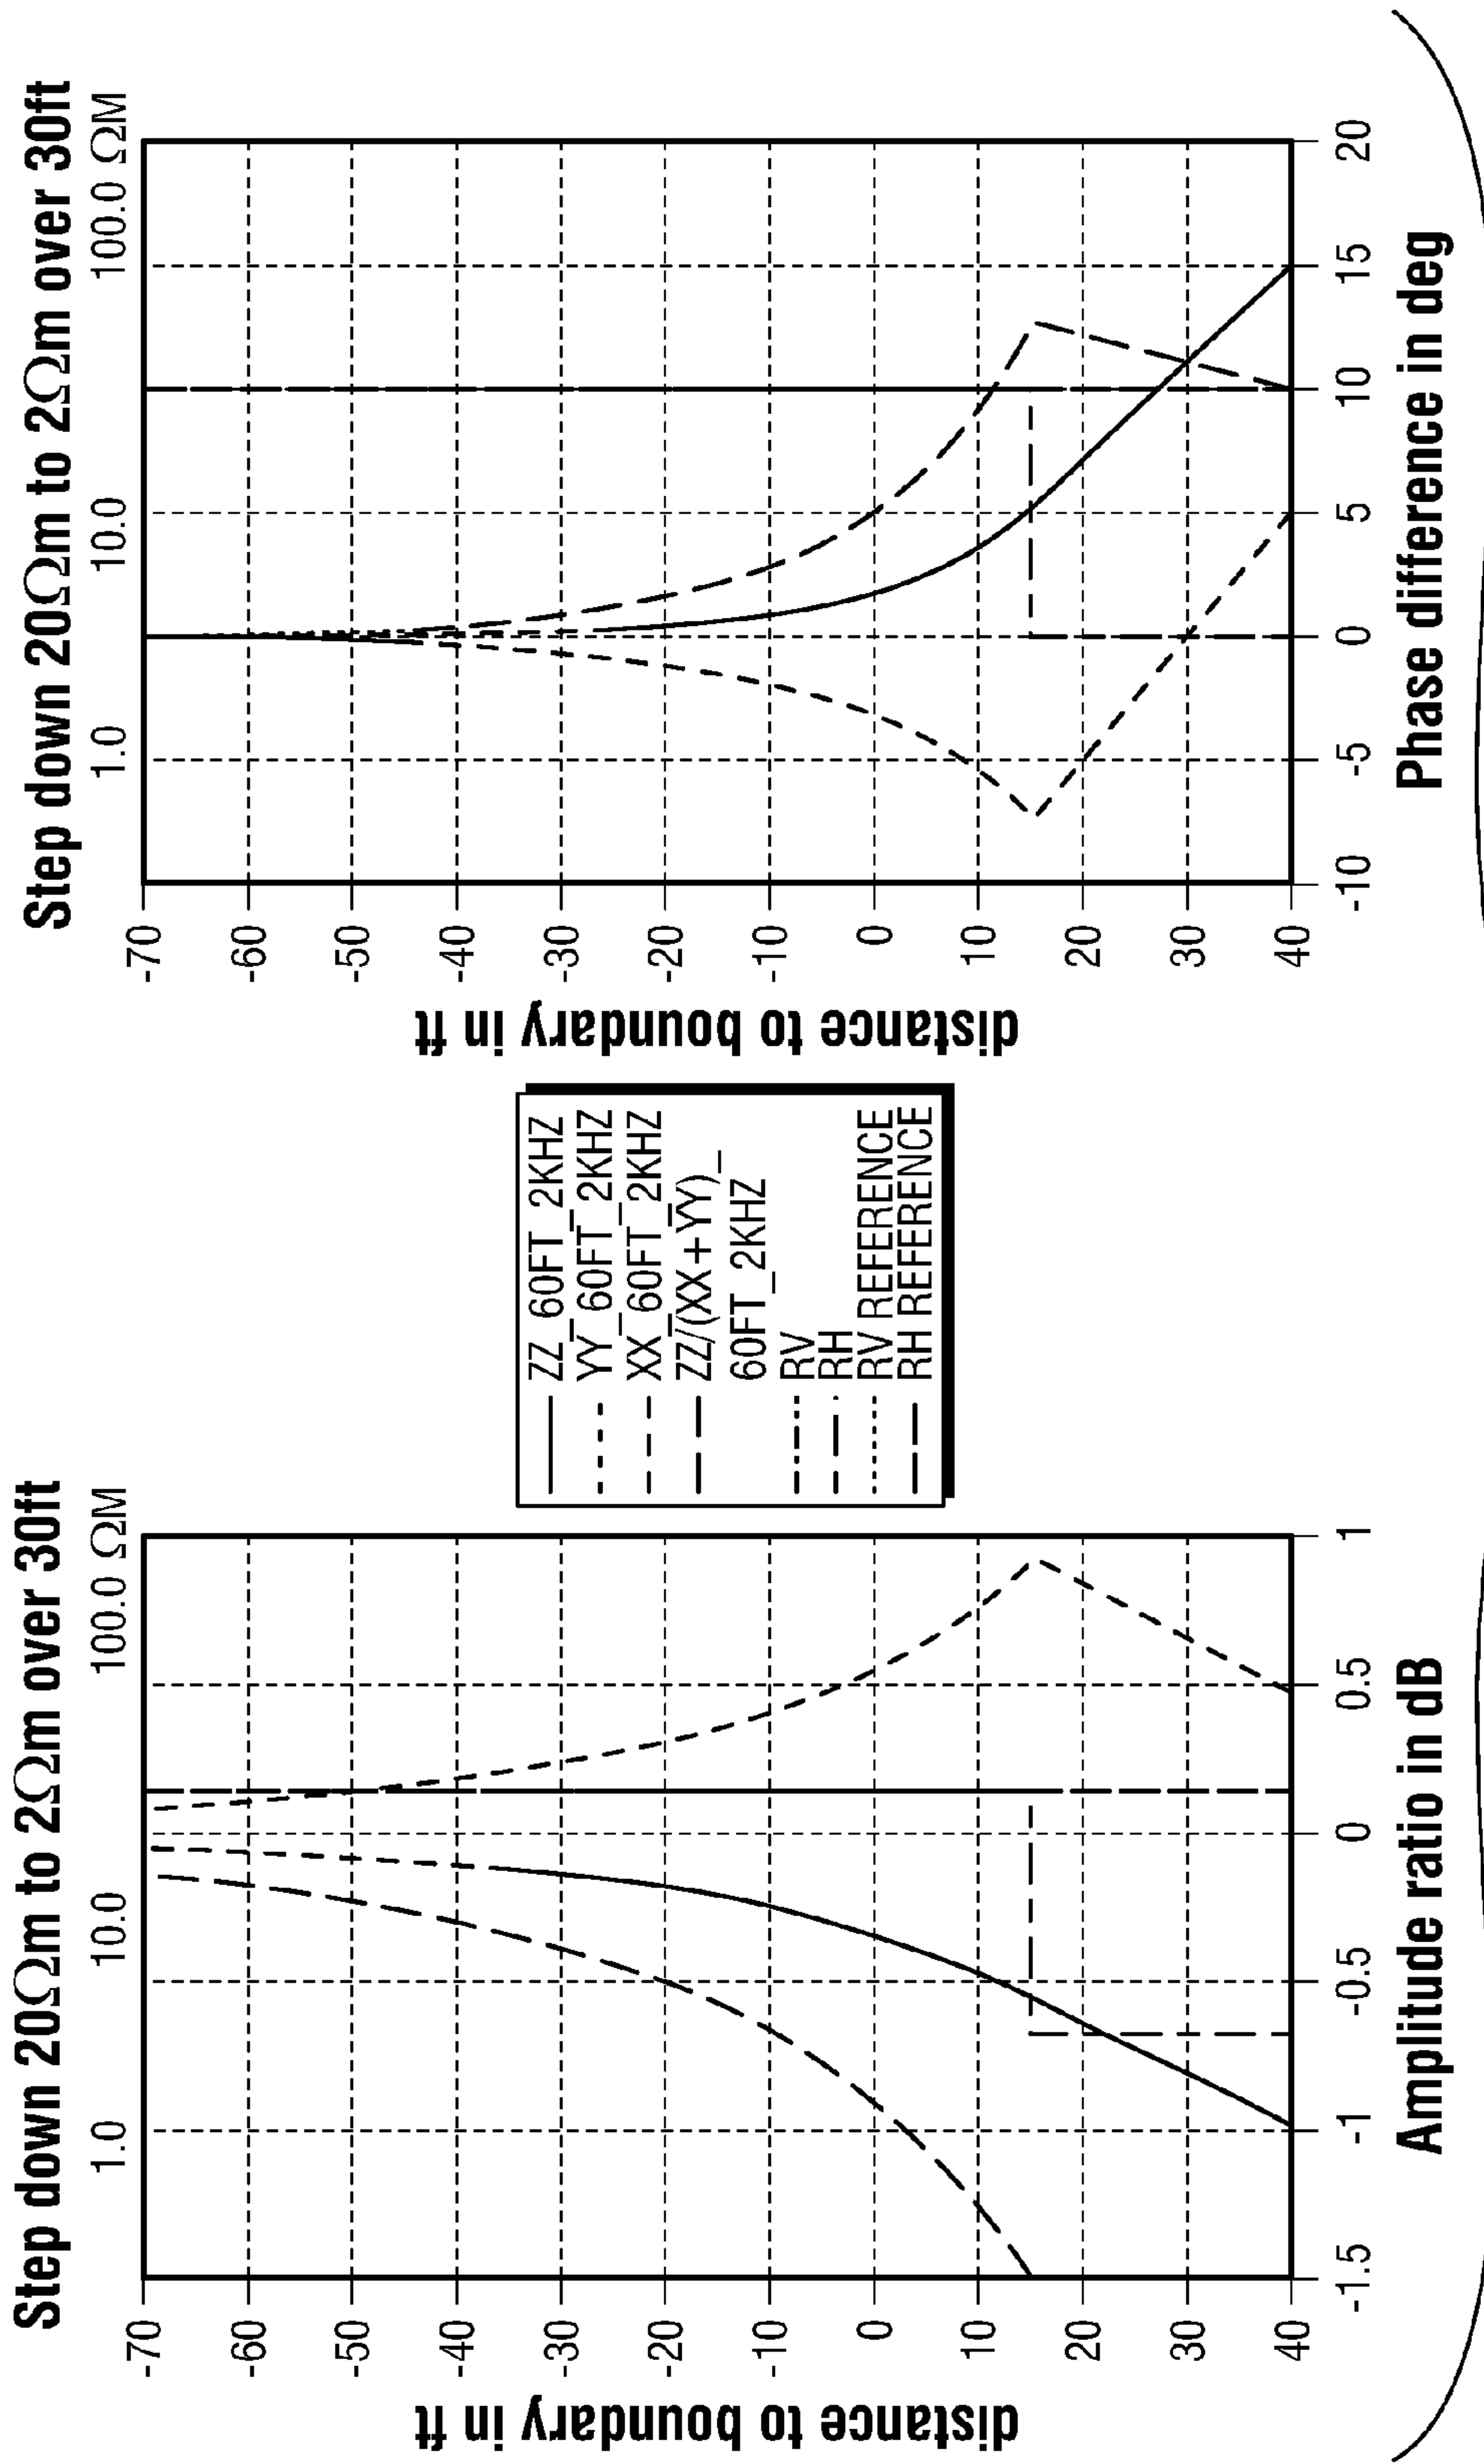 Step down 20Ωm to 2Ωm over 30ft
1.0 10.0 100.0 ΩM
distance to boundary in ft
-70
-60
-50
-40
-30
-20
-10
0
10
20
30
40
-1.5 -1 -0.5 0 0.5 1
Amplitude ratio in dB
ZZ_60FT_2KHZ
YY_60FT_2KHZ
XX_60FT_2KHZ
ZZ/(XX+YY)_
60FT_2KHZ
RV
RH
RV REFERENCE
RH REFERENCE
Step down 20Ωm to 2Ωm over 30ft
1.0 10.0 100.0 ΩM
distance to boundary in ft
-70
-60
-50
-40
-30
-20
-10
0
10
20
30
40
-10 -5 0 5 10 15 20
Phase difference in deg